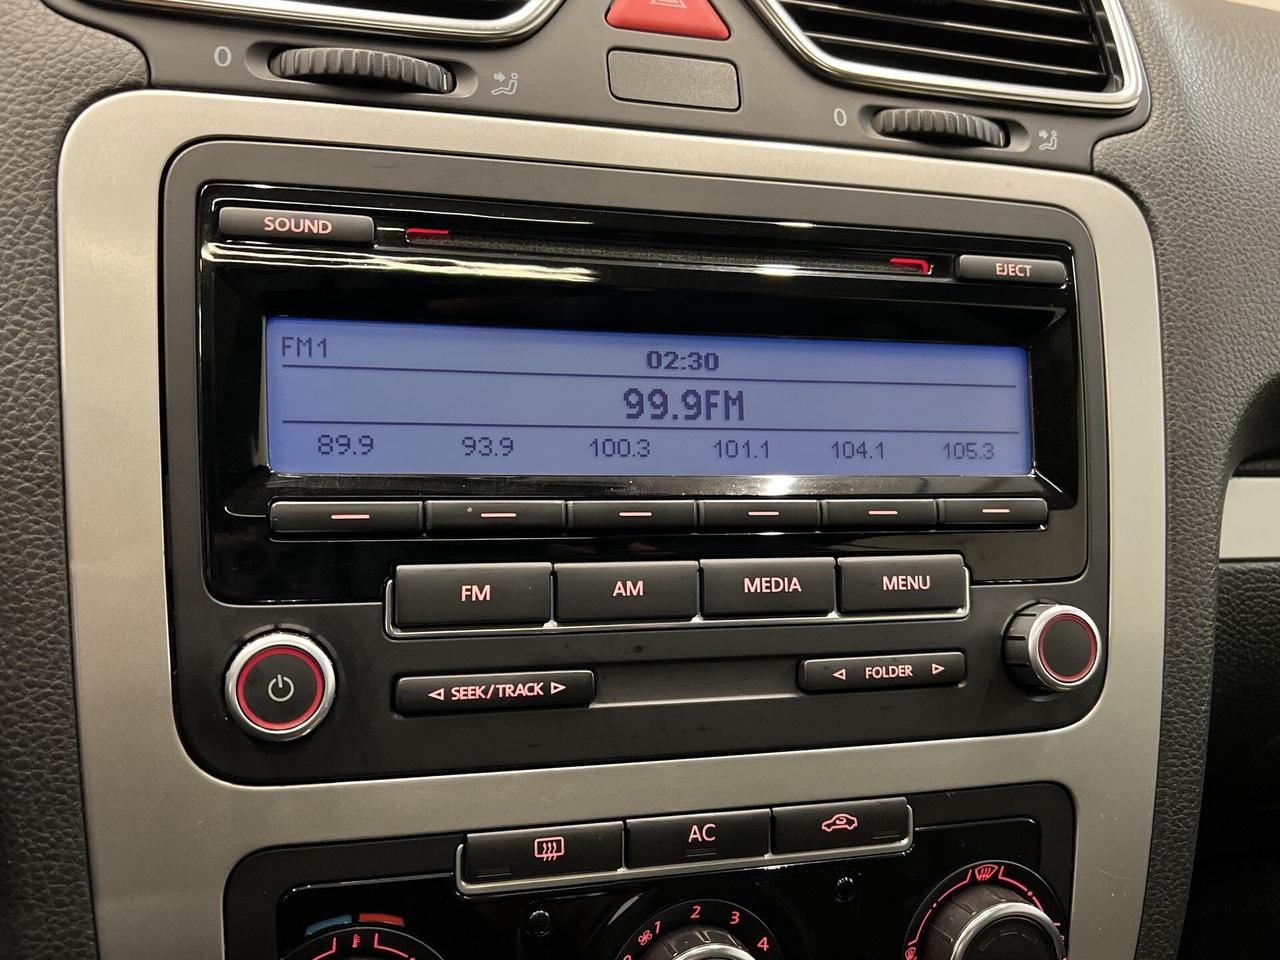 0
0
SOUND
EJECT
FM1
02:30
99.9FM
89.9 93.9 100.3 101.1 104.1 105.3
FM AM MEDIA MENU
SEEK/TRACK FOLDER
AC
2 3
1 4
0